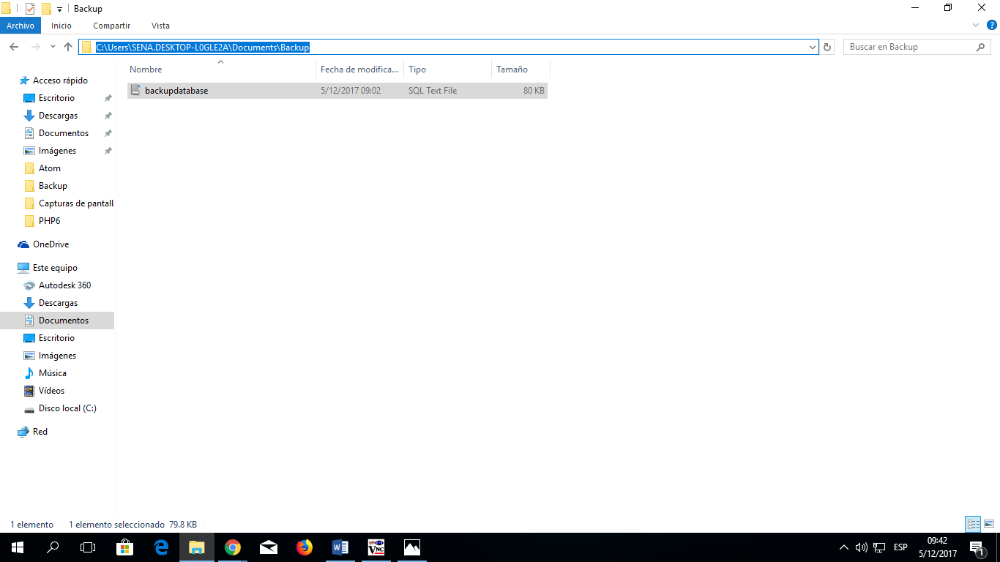 Backup
Archivo Inicio Compartir Vista
C:\Users\SENA.DESKTOP-L0GLE2A\Documents\Backup
Buscar en Backup
Nombre Fecha de modifica... Tipo Tamaño
backupdatabase 5/12/2017 09:02 SQL Text File 80 KB
Acceso rápido
Escritorio
Descargas
Documentos
Imágenes
Atom
Backup
Capturas de pantall
PHP6
OneDrive
Este equipo
Autodesk 360
Descargas
Documentos
Escritorio
Imágenes
Música
Vídeos
Disco local (C:)
Red
1 elemento 1 elemento seleccionado 79.8 KB
VNC
ESP
09:42
5/12/2017
1